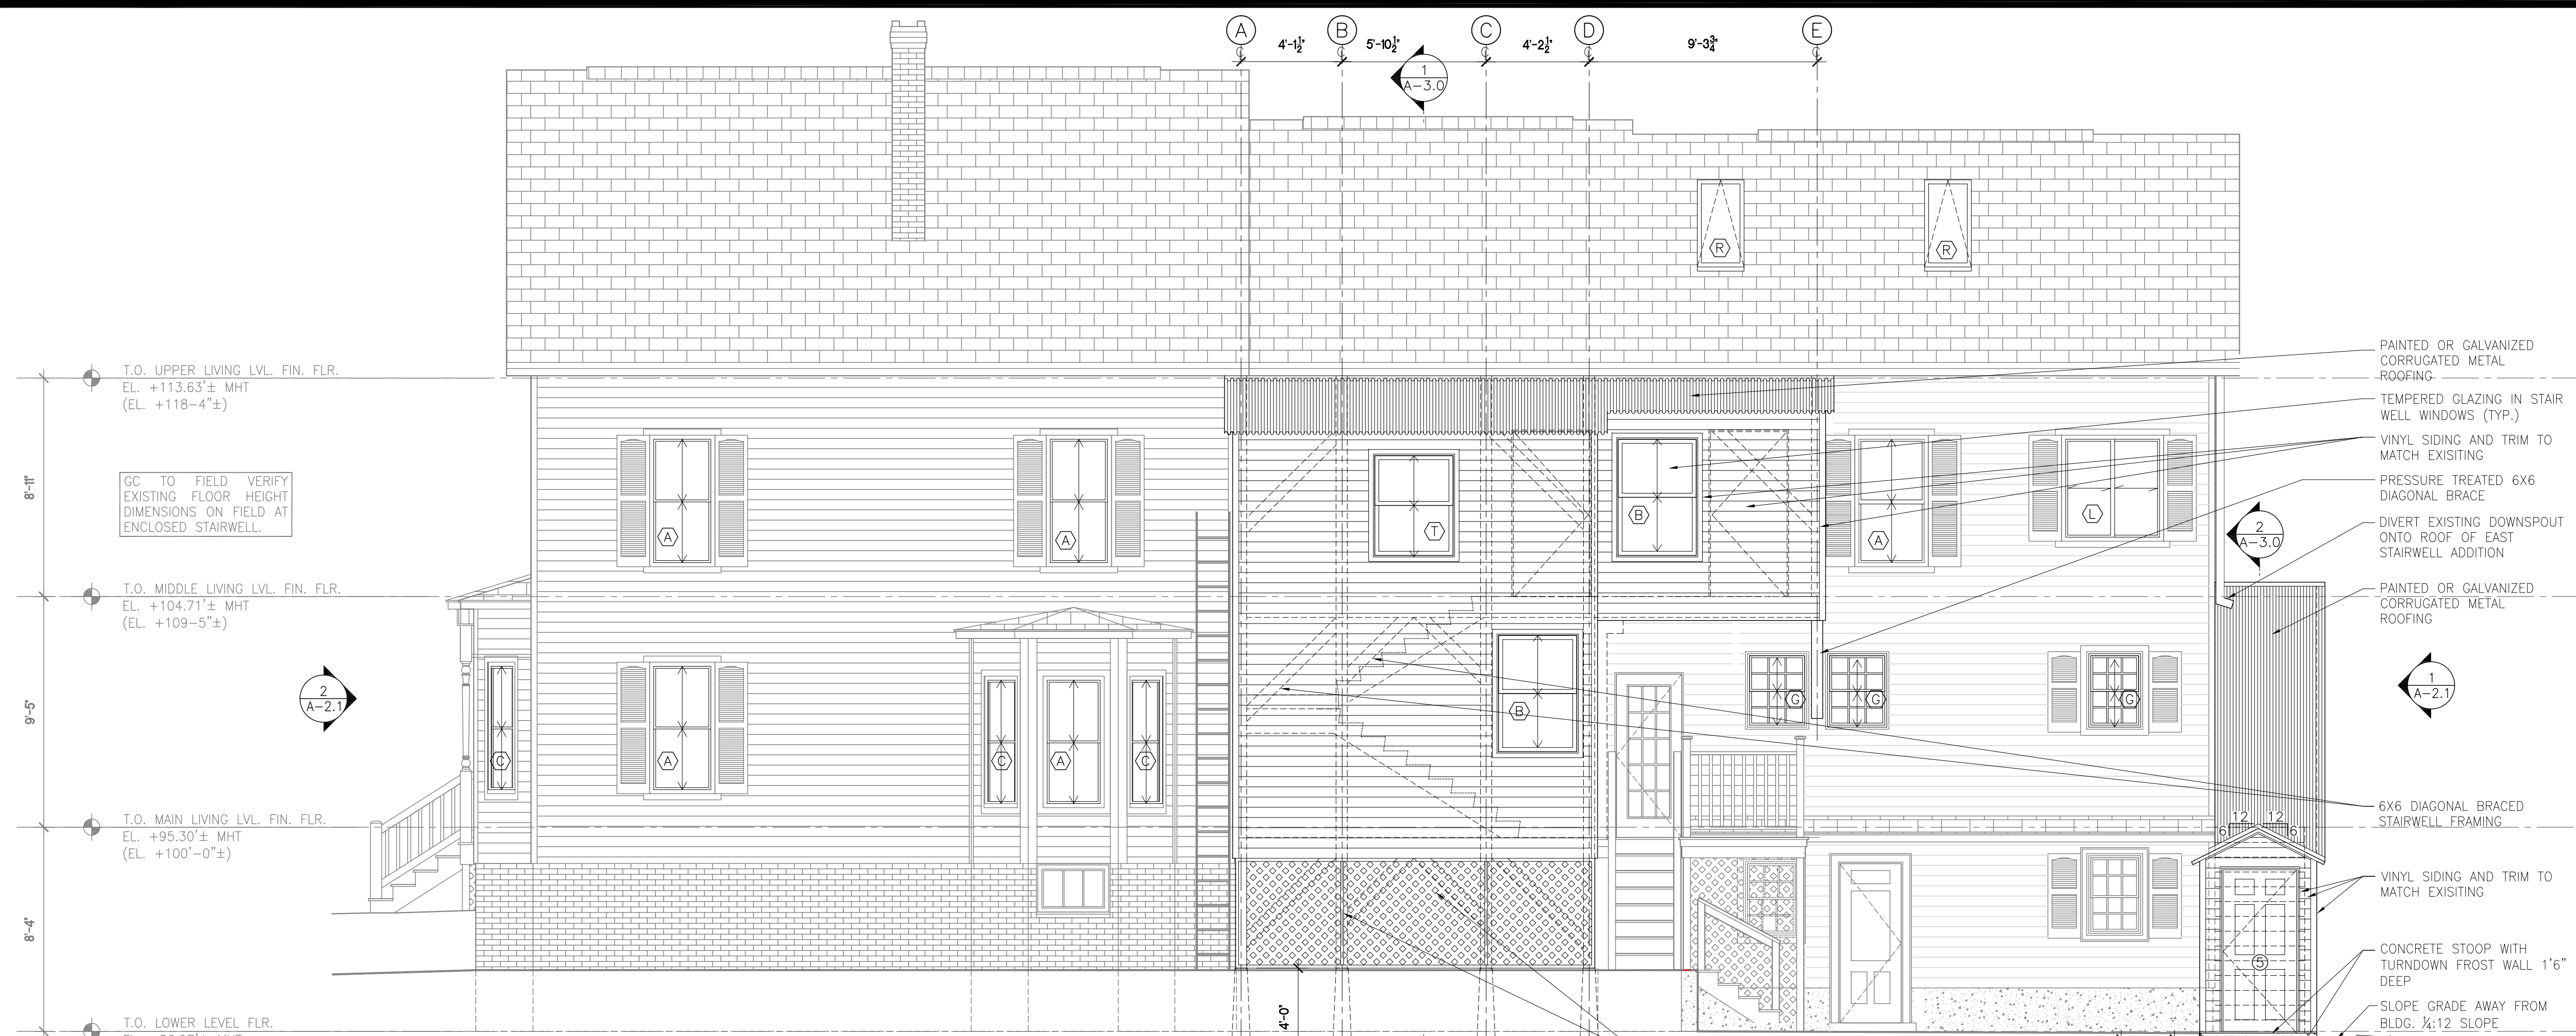 A
B
C
D
E
4'-1½"
5'-10½"
4'-2½"
9'-3¾"
1
A-3.0
R
R
T.O. UPPER LIVING LVL. FIN. FLR.
EL. +113.63'± MHT
(EL. +118-4"±)
8'-11"
GC TO FIELD VERIFY
EXISTING FLOOR HEIGHT
DIMENSIONS ON FIELD AT
ENCLOSED STAIRWELL.
T.O. MIDDLE LIVING LVL. FIN. FLR.
EL. +104.71'± MHT
(EL. +109-5"±)
9'-5"
2
A-2.1
T.O. MAIN LIVING LVL. FIN. FLR.
EL. +95.30'± MHT
(EL. +100'-0"±)
8'-4"
T.O. LOWER LEVEL FLR.
A
A
T
B
A
L
C
A
C
A
C
B
G
G
G
4'-0"
PAINTED OR GALVANIZED
CORRUGATED METAL
ROOFING
TEMPERED GLAZING IN STAIR
WELL WINDOWS (TYP.)
VINYL SIDING AND TRIM TO
MATCH EXISITING
PRESSURE TREATED 6X6
DIAGONAL BRACE
2
A-3.0
DIVERT EXISTING DOWNSPOUT
ONTO ROOF OF EAST
STAIRWELL ADDITION
PAINTED OR GALVANIZED
CORRUGATED METAL
ROOFING
1
A-2.1
6X6 DIAGONAL BRACED
STAIRWELL FRAMING
12 12
6 6
VINYL SIDING AND TRIM TO
MATCH EXISITING
5
CONCRETE STOOP WITH
TURNDOWN FROST WALL 1'6"
DEEP
SLOPE GRADE AWAY FROM
BLDG. ¼:12 SLOPE